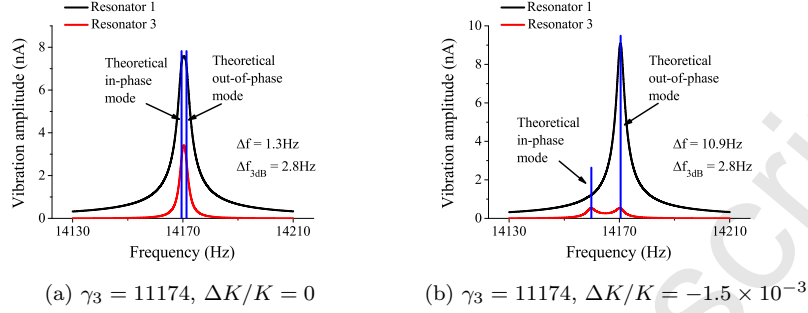 Resonator 1
Resonator 3
Vibration amplitude (nA)
8
6
4
2
0
Theoretical
in-phase
mode
Theoretical
out-of-phase
mode
Δf = 1.3Hz
Δf3dB = 2.8Hz
14130
14170
14210
Frequency (Hz)
(a) γ3 = 11174, ΔK/K = 0
Resonator 1
Resonator 3
Vibration amplitude (nA)
10
8
6
4
2
0
Theoretical
out-of-phase
mode
Theoretical
in-phase
mode
Δf = 10.9Hz
Δf3dB = 2.8Hz
14130
14170
14210
Frequency (Hz)
(b) γ3 = 11174, ΔK/K = −1.5 × 10−3